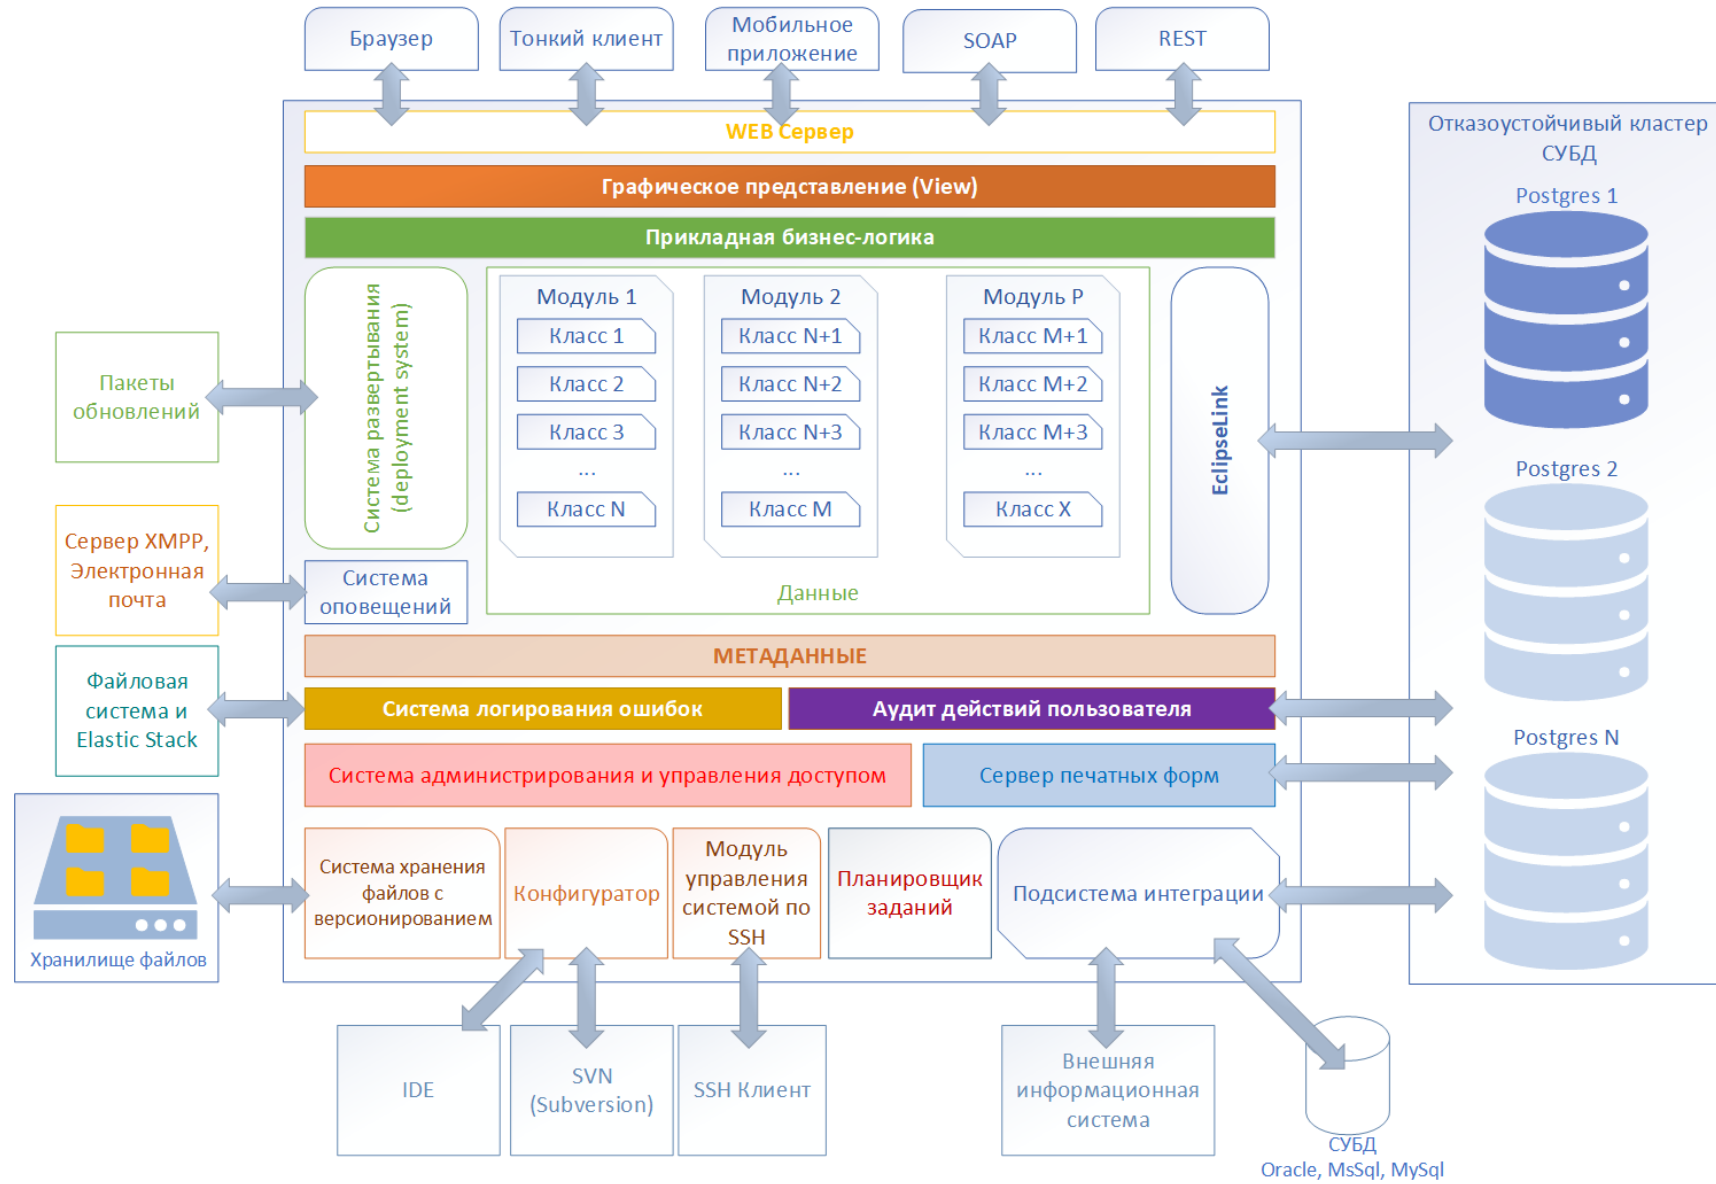 Браузер
Тонкий клиент
Мобильное
приложение
SOAP
REST
WEB Сервер
Графическое представление (View)
Прикладная бизнес-логика
Система развертывания
(deployment system)
Модуль 1
Класс 1
Класс 2
Класс 3
...
Класс N
Модуль 2
Класс N+1
Класс N+2
Класс N+3
...
Класс M
Модуль P
Класс M+1
Класс M+2
Класс M+3
...
Класс X
Данные
EclipseLink
Отказоустойчивый кластер
СУБД
Postgres 1
Postgres 2
Postgres N
Пакеты
обновлений
Сервер XMPP,
Электронная
почта
Система
оповещений
МЕТАДАННЫЕ
Файловая
система и
Elastic Stack
Система логирования ошибок
Аудит действий пользователя
Система администрирования и управления доступом
Сервер печатных форм
Хранилище файлов
Система хранения
файлов с
версионированием
Конфигуратор
Модуль
управления
системой по
SSH
Планировщик
заданий
Подсистема интеграции
IDE
SVN
(Subversion)
SSH Клиент
Внешняя
информационная
система
СУБД
Oracle, MsSql, MySql